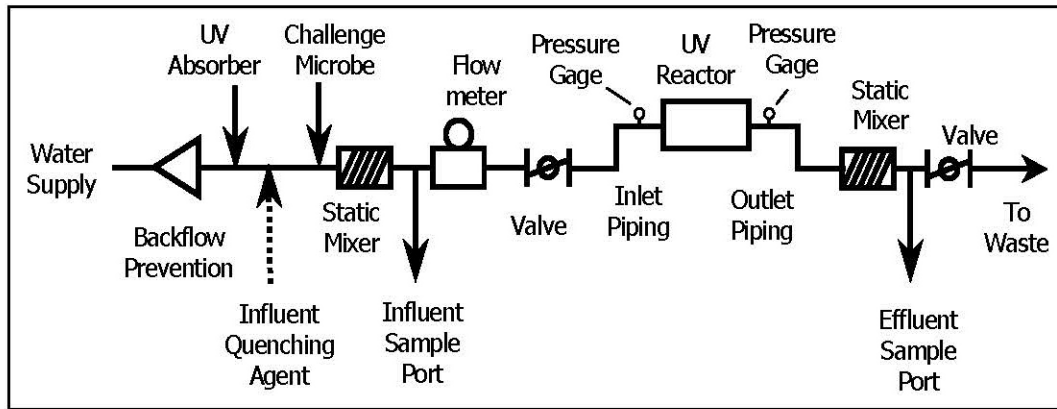 UV
Absorber
Challenge
Microbe
Flow
meter
Pressure
Gage
UV
Reactor
Pressure
Gage
Static
Mixer
Valve
Water
Supply
Backflow
Prevention
Static
Mixer
Valve
Inlet
Piping
Outlet
Piping
To
Waste
Influent
Quenching
Agent
Influent
Sample
Port
Effluent
Sample
Port